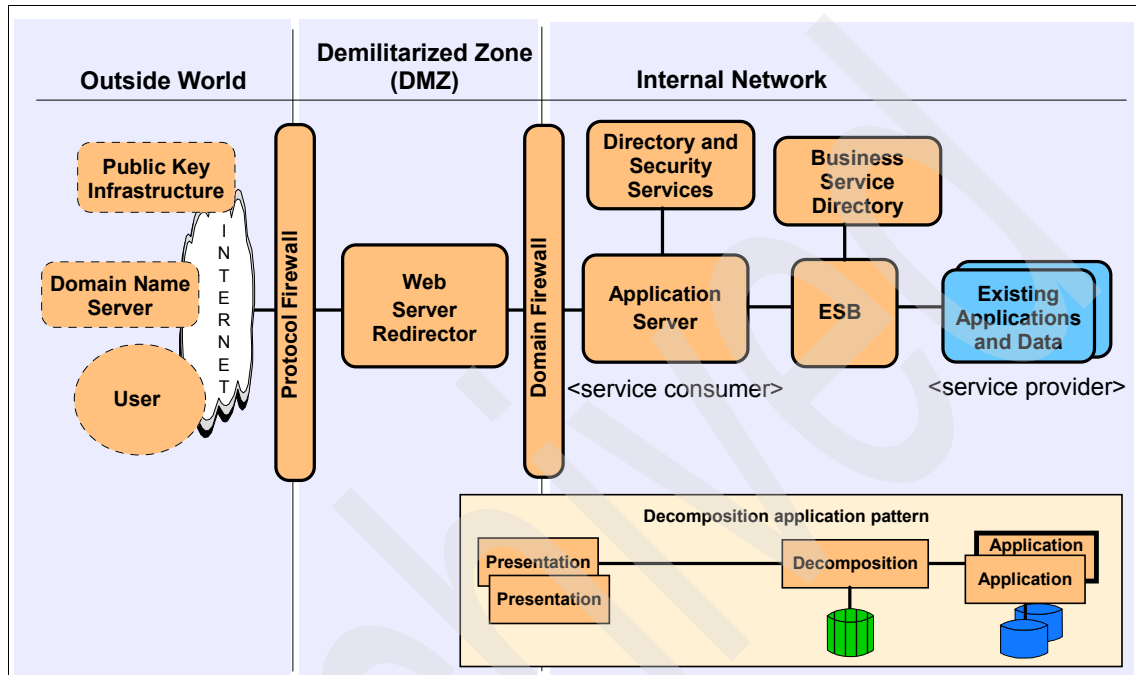 Outside World
Demilitarized Zone
(DMZ)
Internal Network
Public Key
Infrastructure
Domain Name
Server
User
INTERNET
Protocol Firewall
Web
Server
Redirector
Domain Firewall
Directory and
Security
Services
Application
Server
<service consumer>
Business
Service
Directory
ESB
Existing
Applications
and Data
<service provider>
Decomposition application pattern
Presentation
Presentation
Decomposition
Application
Application